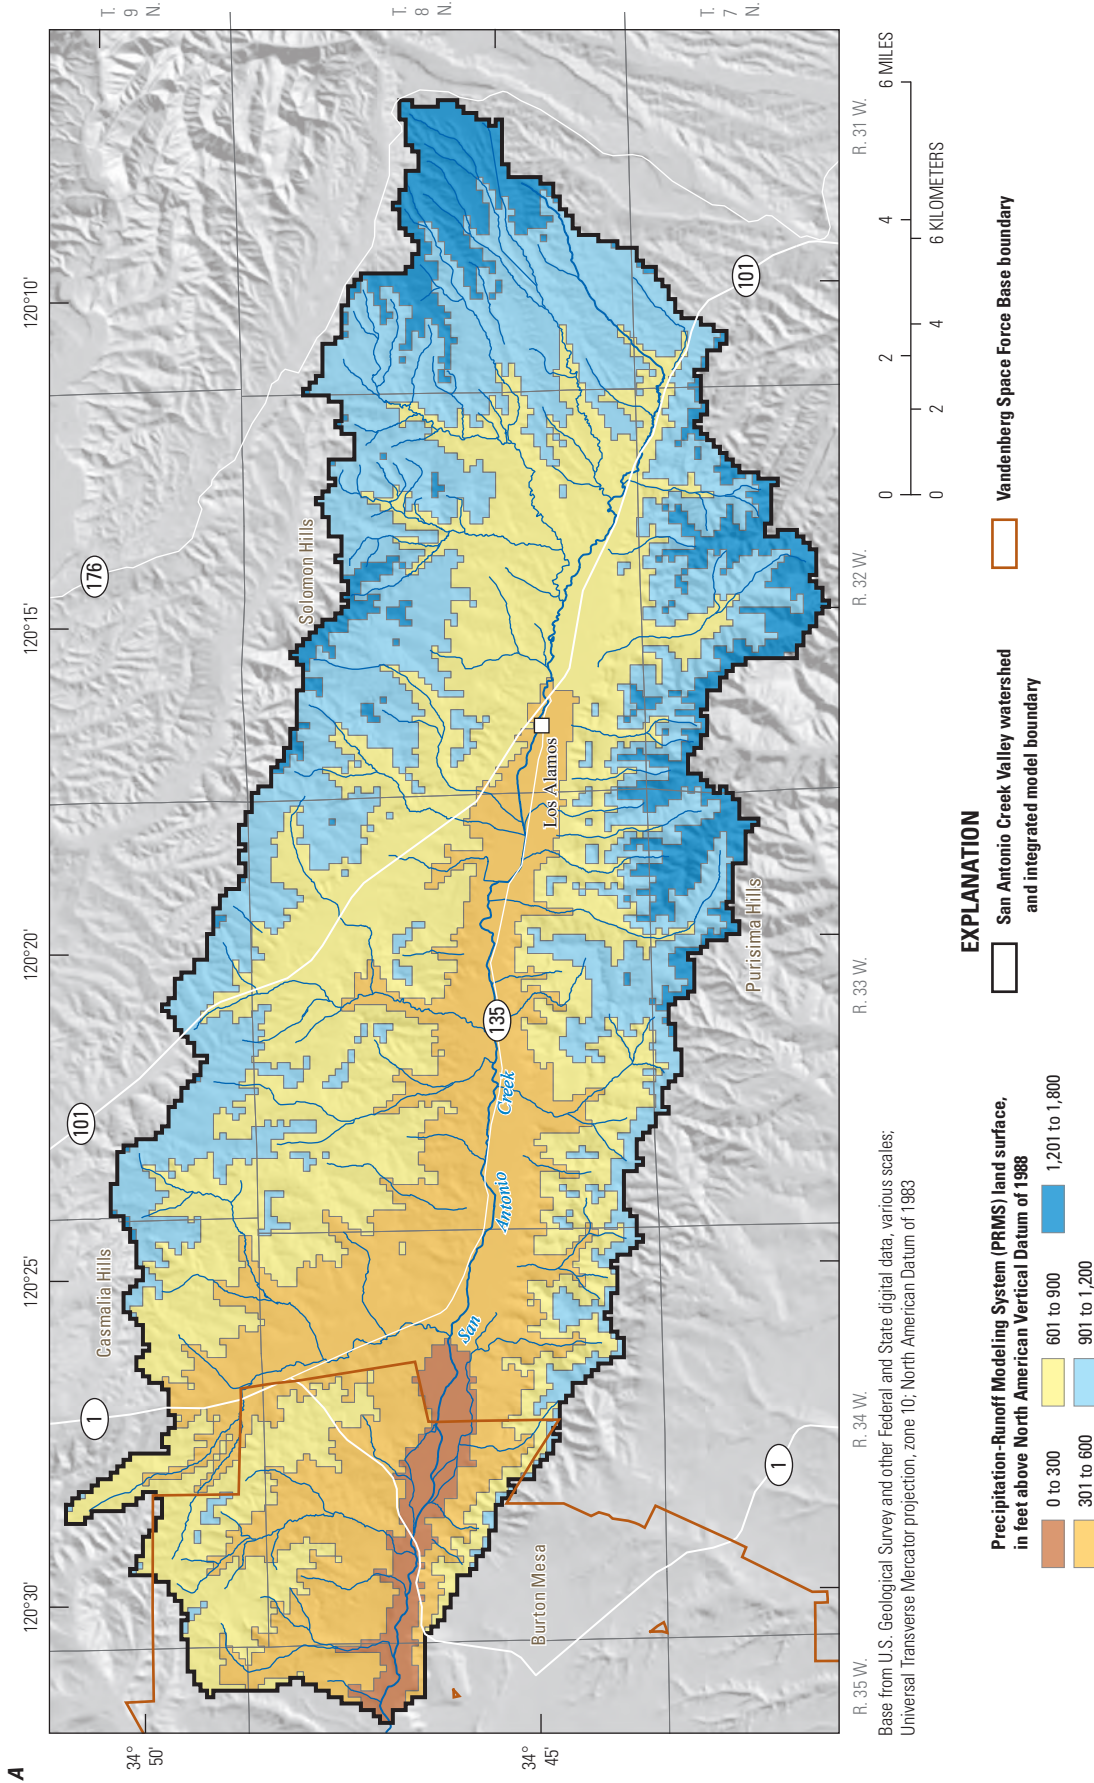 A
120°30'
120°25'
120°20'
120°15'
120°10'
34°
50'
34°
45'
T.
9
N.
T.
8
N.
T.
7
N.
1
101
176
Casmalia Hills
Solomon Hills
135
101
San
Antonio
Creek
Los Alamos
Purisima Hills
Burton Mesa
1
R. 35 W.
R. 34 W.
R. 33 W.
R. 32 W.
R. 31 W.
Base from U.S. Geological Survey and other Federal and State digital data, various scales;
Universal Transverse Mercator projection, zone 10; North American Datum of 1983
0 2 4 6 MILES
0 2 4 6 KILOMETERS
EXPLANATION
Precipitation-Runoff Modeling System (PRMS) land surface,
in feet above North American Vertical Datum of 1988
0 to 300
301 to 600
601 to 900
901 to 1,200
1,201 to 1,800
San Antonio Creek Valley watershed
and integrated model boundary
Vandenberg Space Force Base boundary